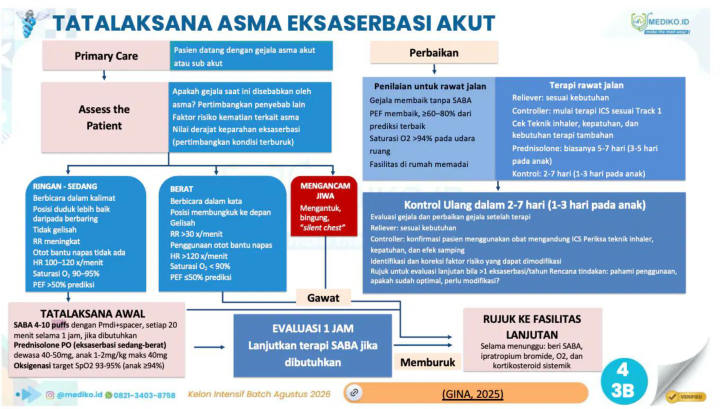 TATALAKSANA ASMA EKSASERBASI AKUT
MEDIKO.ID
Primary Care
Pasien datang dengan gejala asma akut
atau sub akut
Assess the
Patient
Apakah gejala saat ini disebabkan oleh
asma? Pertimbangkan penyebab lain
Faktor risiko kematian terkait asma
Nilai derajat keparahan eksaserbasi
(pertimbangkan kondisi terburuk)
Perbaikan
Penilaian untuk rawat jalan
Gejala membaik tanpa SABA
PEF membaik, ≥60–80% dari
prediksi terbaik
Saturasi O2 >94% pada udara
ruang
Fasilitas di rumah memadai
Terapi rawat jalan
Reliever: sesuai kebutuhan
Controller: mulai terapi ICS sesuai Track 1
Cek Teknik inhaler, kepatuhan, dan
kebutuhan terapi tambahan
Prednisolone: biasanya 5-7 hari (3-5 hari
pada anak)
Kontrol: 2-7 hari (1-3 hari pada anak)
RINGAN - SEDANG
Berbicara dalam kalimat
Posisi duduk lebih baik
daripada berbaring
Tidak gelisah
RR meningkat
Otot bantu napas tidak ada
HR 100–120 x/menit
Saturasi O₂ 90–95%
PEF >50% prediksi
BERAT
Berbicara dalam kata
Posisi membungkuk ke depan
Gelisah
RR >30 x/menit
Penggunaan otot bantu napas
HR >120 x/menit
Saturasi O₂ < 90%
PEF ≤50% prediksi
MENGANCAM
JIWA
Mengantuk,
bingung,
"silent chest"
Kontrol Ulang dalam 2-7 hari (1-3 hari pada anak)
Evaluasi gejala dan perbaikan gejala setelah terapi
Reliever: sesuai kebutuhan
Controller: konfirmasi pasien menggunakan obat mengandung ICS Periksa teknik inhaler,
kepatuhan, dan efek samping
Identifikasi dan koreksi faktor risiko yang dapat dimodifikasi
Rujuk untuk evaluasi lanjutan bila >1 eksaserbasi/tahun Rencana tindakan: pahami penggunaan,
apakah sudah optimal, perlu modifikasi?
Gawat
TATALAKSANA AWAL
SABA 4-10 puffs dengan Pmdi+spacer, setiap 20
menit selama 1 jam, jika dibutuhkan
Prednisolone PO (eksaserbasi sedang-berat)
dewasa 40-50mg, anak 1-2mg/kg maks 40mg
Oksigenasi target SpO2 93-95% (anak ≥94%)
EVALUASI 1 JAM
Lanjutkan terapi SABA jika
dibutuhkan
Memburuk
RUJUK KE FASILITAS
LANJUTAN
Selama menunggu: beri SABA,
ipratropium bromide, O2, dan
kortikosteroid sistemik
4
3B
@mediko.id 0821-3403-8758
Kelon Intensif Batch Agustus 2026
(GINA, 2025)
VERIFIED